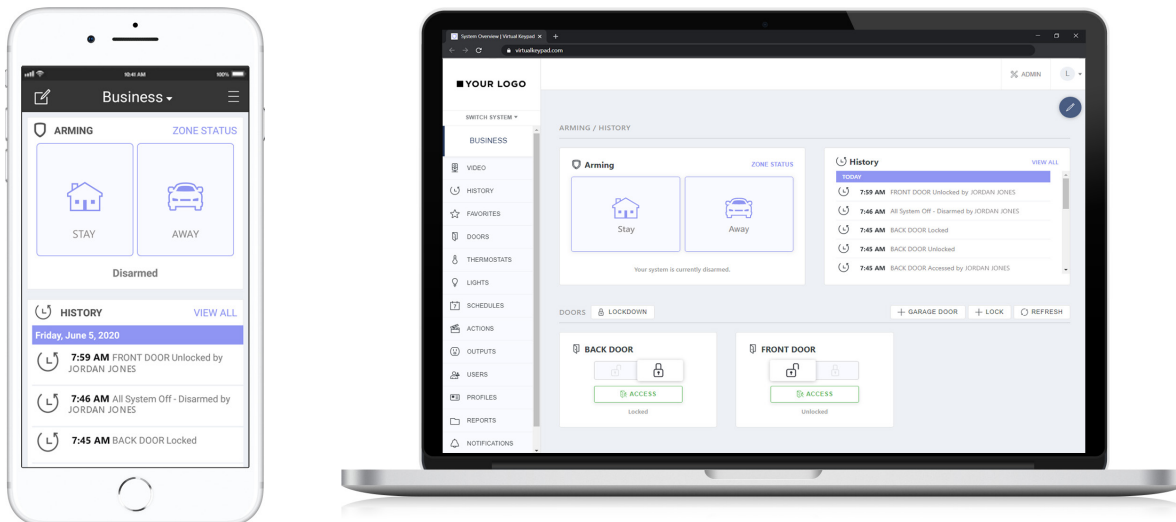 10:41 AM
100%
Business
ARMING
ZONE STATUS
STAY
AWAY
Disarmed
HISTORY
VIEW ALL
Friday, June 5, 2020
7:59 AM FRONT DOOR Unlocked by
JORDAN JONES
7:46 AM All System Off - Disarmed by
JORDAN JONES
7:45 AM BACK DOOR Locked
System Overview | Virtual Keypad
virtualkeypad.com
YOUR LOGO
ADMIN
L
SWITCH SYSTEM
BUSINESS
VIDEO
HISTORY
FAVORITES
DOORS
THERMOSTATS
LIGHTS
SCHEDULES
ACTIONS
OUTPUTS
USERS
PROFILES
REPORTS
NOTIFICATIONS
ARMING / HISTORY
Arming
ZONE STATUS
Stay
Away
Your system is currently disarmed.
History
VIEW ALL
TODAY
7:59 AM FRONT DOOR Unlocked by JORDAN JONES
7:46 AM All System Off - Disarmed by JORDAN JONES
7:45 AM BACK DOOR Locked
7:45 AM BACK DOOR Unlocked
7:45 AM BACK DOOR Accessed by JORDAN JONES
DOORS
LOCKDOWN
+ GARAGE DOOR
+ LOCK
REFRESH
BACK DOOR
ACCESS
Locked
FRONT DOOR
ACCESS
Unlocked